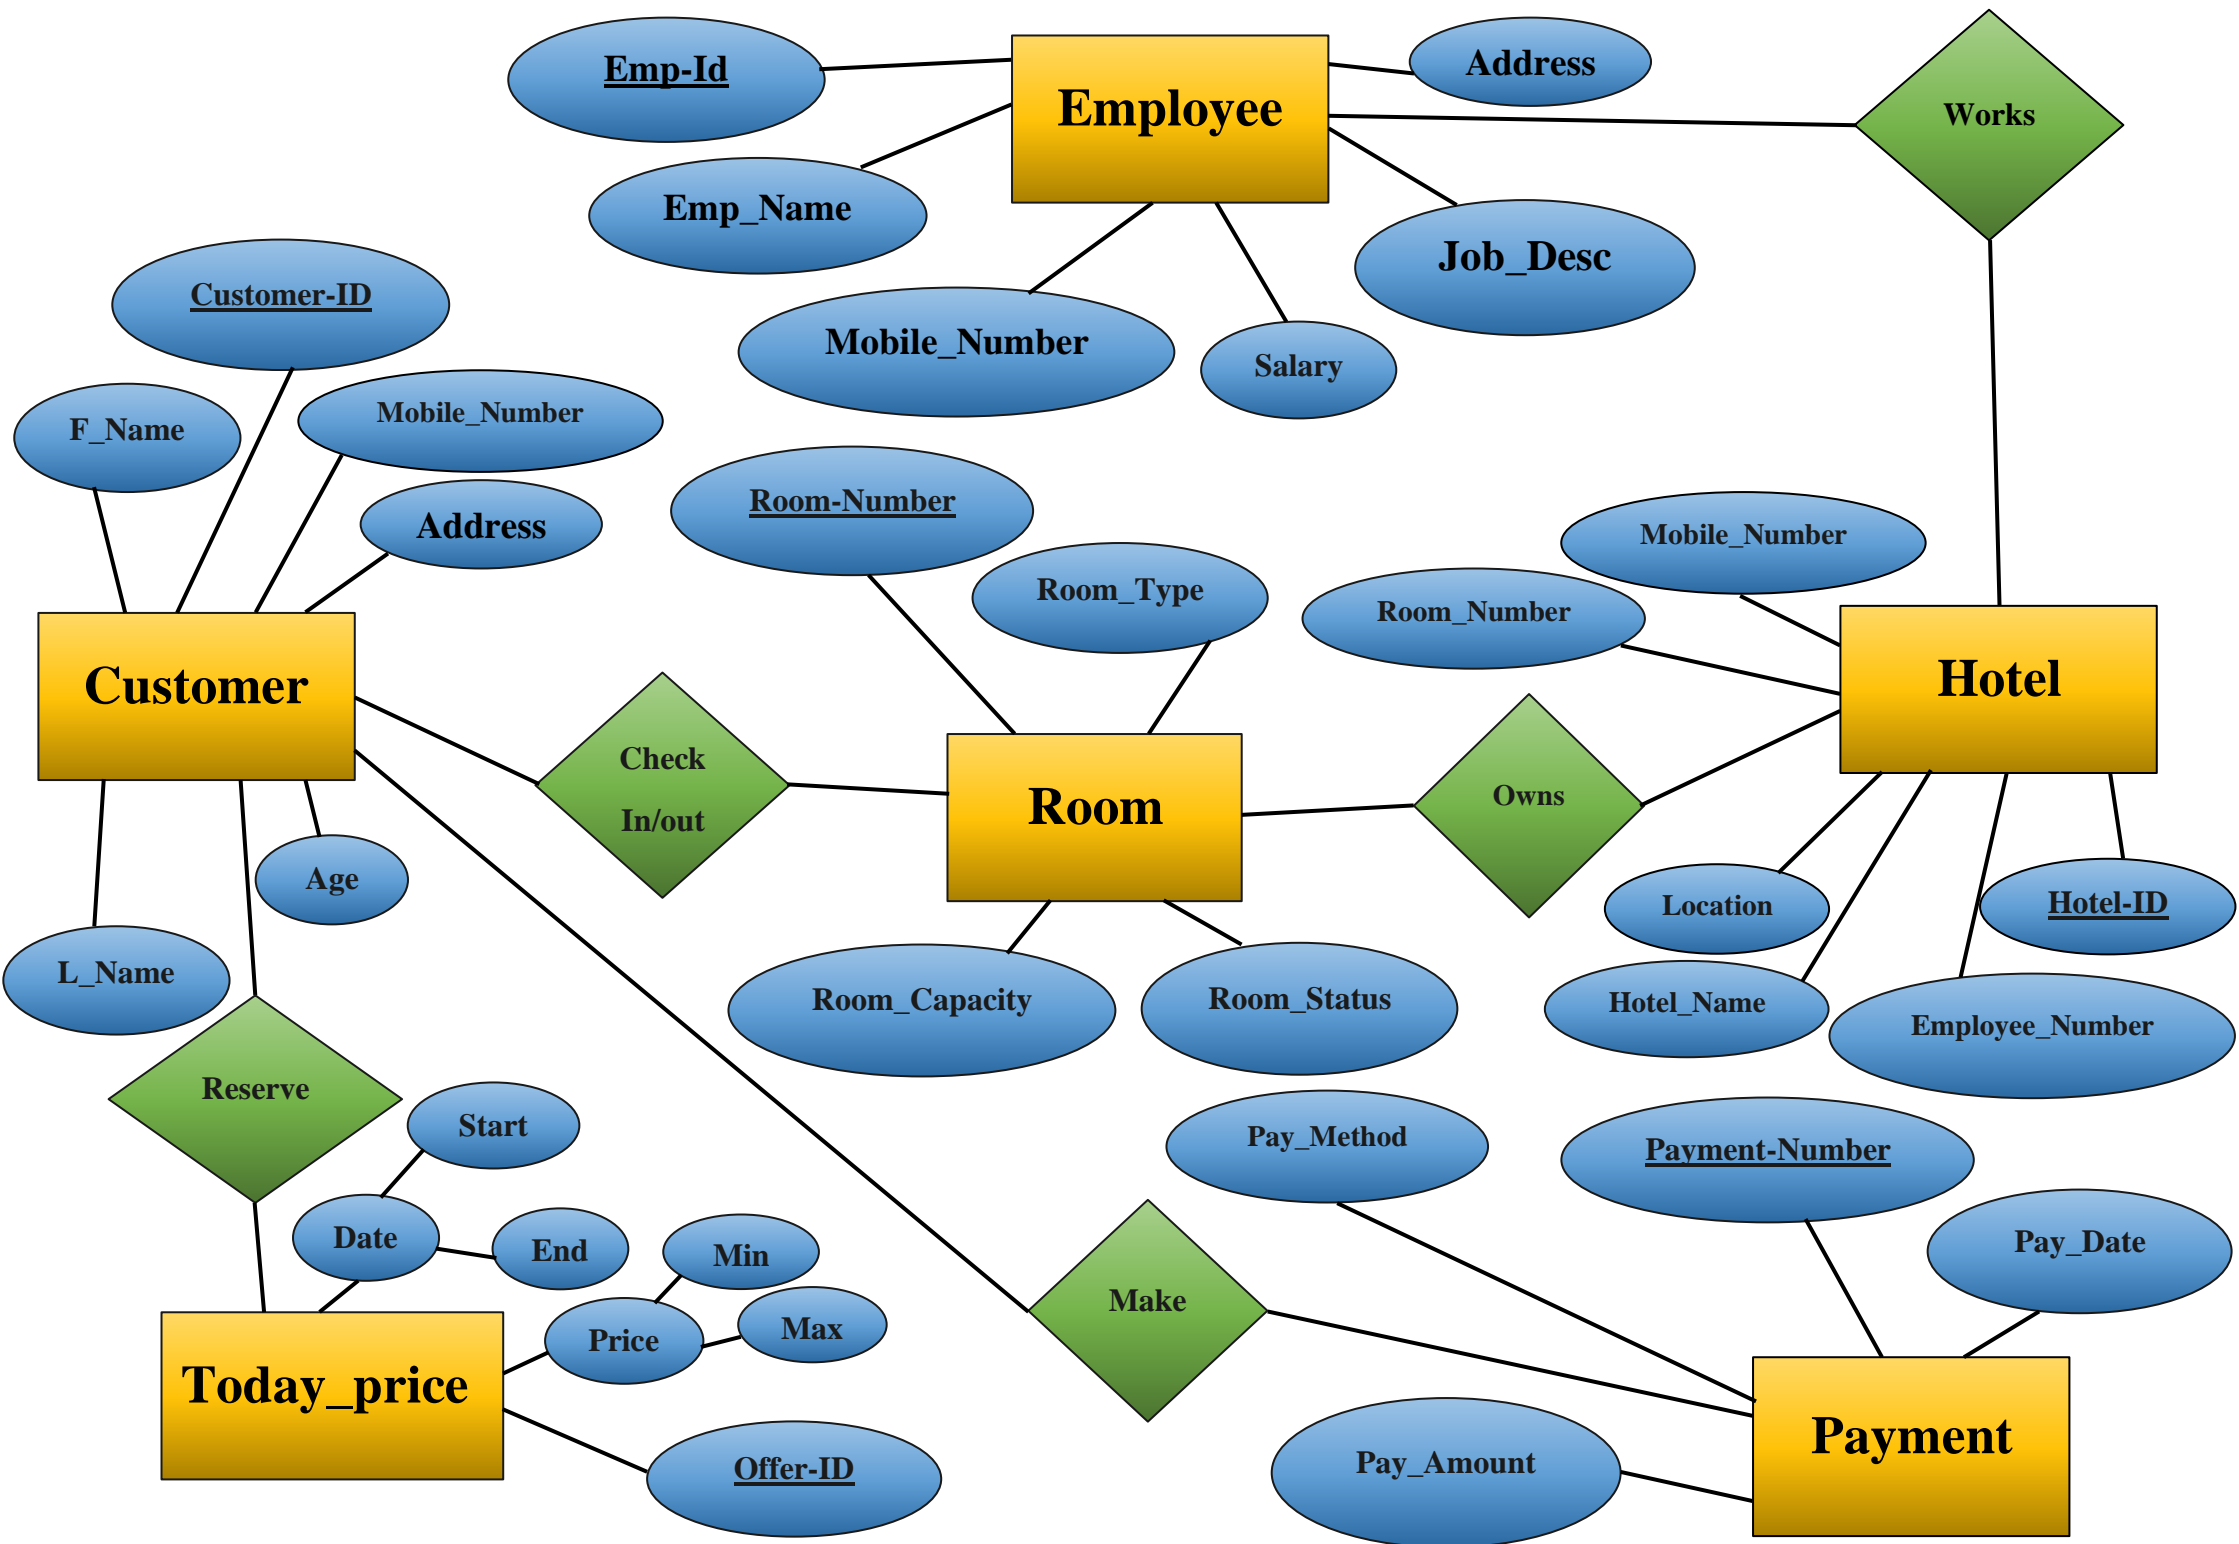 Emp-Id
Employee
Address
Works
Emp_Name
Job_Desc
Mobile_Number
Salary
Customer-ID
F_Name
Mobile_Number
Address
Room-Number
Room_Type
Mobile_Number
Room_Number
Customer
Hotel
Check
In/out
Room
Owns
Age
Location
Hotel-ID
L_Name
Room_Capacity
Room_Status
Hotel_Name
Employee_Number
Reserve
Start
Pay_Method
Payment-Number
Date
End
Min
Pay_Date
Make
Price
Max
Today_price
Payment
Offer-ID
Pay_Amount